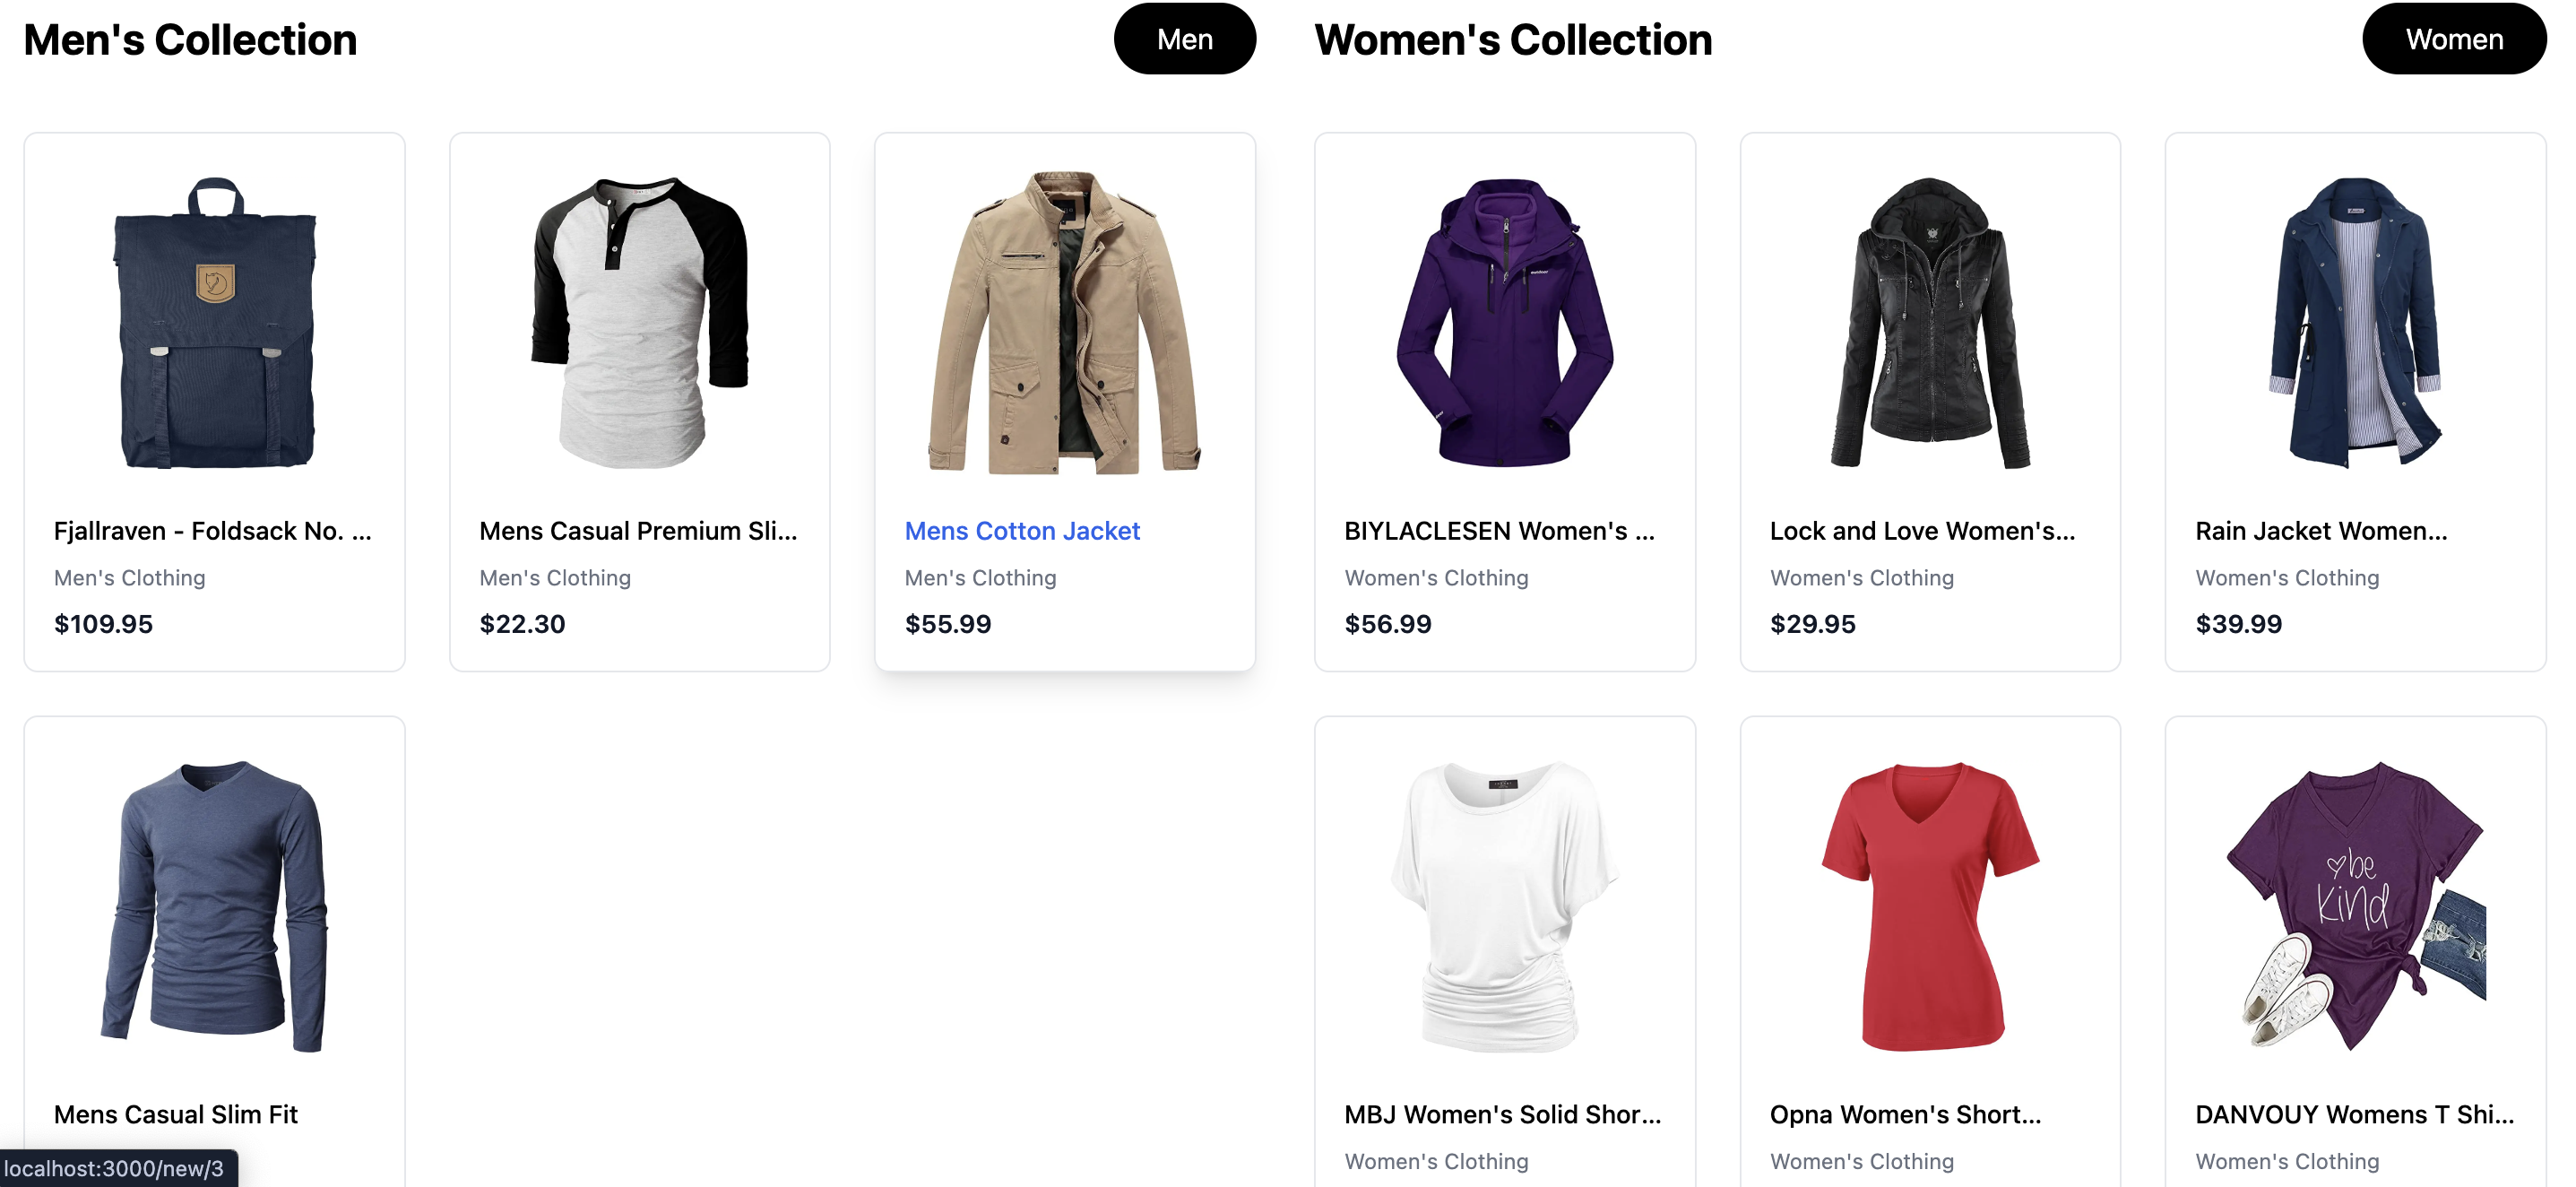 Men's Collection
Men
Women's Collection
Women
Fjallraven - Foldsack No. ...
Men's Clothing
$109.95
Mens Casual Premium Sli...
Men's Clothing
$22.30
Mens Cotton Jacket
Men's Clothing
$55.99
BIYLACLESEN Women's ...
Women's Clothing
$56.99
Lock and Love Women's...
Women's Clothing
$29.95
Rain Jacket Women...
Women's Clothing
$39.99
Mens Casual Slim Fit
be
kind
MBJ Women's Solid Shor...
Women's Clothing
Opna Women's Short...
Women's Clothing
DANVOUY Womens T Shi...
Women's Clothing
localhost:3000/new/3